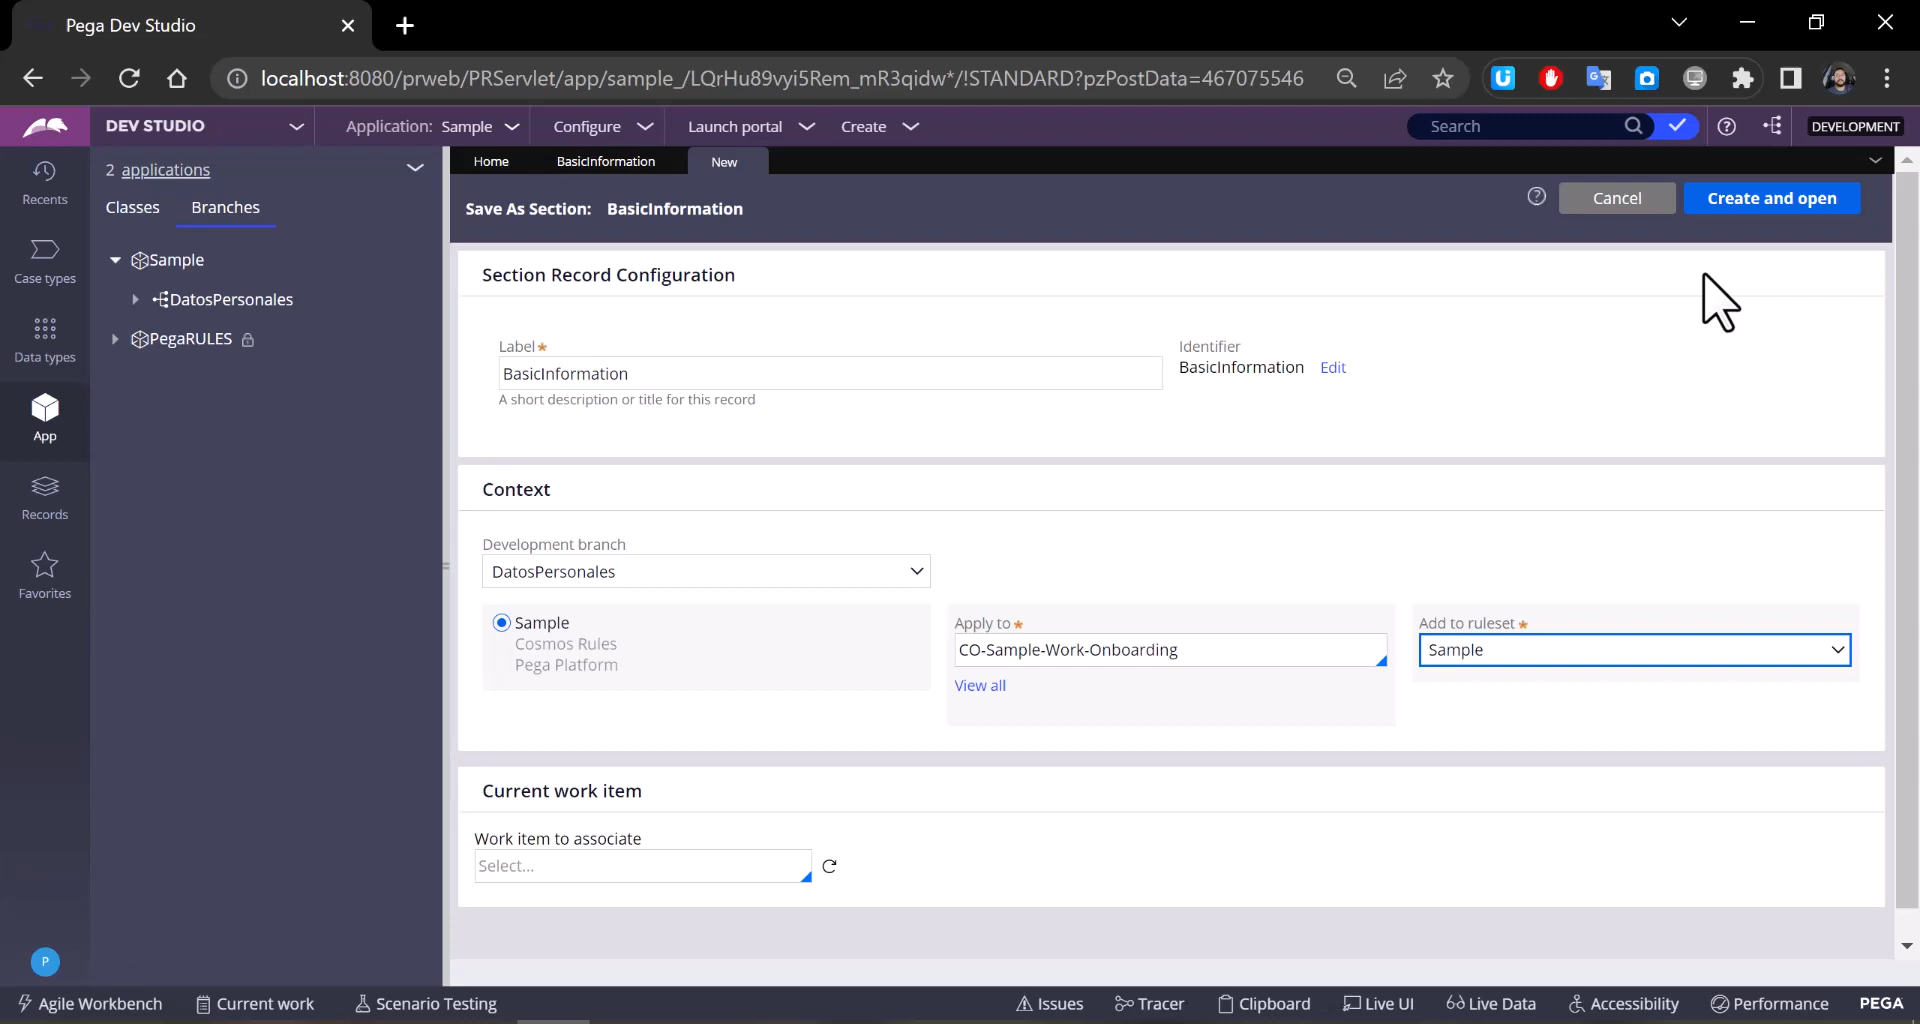 Pega Dev Studio
localhost:8080/prweb/PRServlet/app/sample_/LQrHu89vyi5Rem_mR3qidw*/!STANDARD?pzPostData=467075546
DEV STUDIO
Application: Sample
Configure
Launch portal
Create
Search
DEVELOPMENT
Recents
Case types
Data types
App
Records
Favorites
P
2 applications
Classes
Branches
Sample
DatosPersonales
PegaRULES
Home
BasicInformation
New
Save As Section: BasicInformation
Cancel
Create and open
Section Record Configuration
Label*
BasicInformation
A short description or title for this record
Identifier
BasicInformation Edit
Context
Development branch
DatosPersonales
Sample
Cosmos Rules
Pega Platform
Apply to*
CO-Sample-Work-Onboarding
View all
Add to ruleset*
Sample
Current work item
Work item to associate
Select...
Agile Workbench
Current work
Scenario Testing
Issues
Tracer
Clipboard
Live UI
Live Data
Accessibility
Performance
PEGA